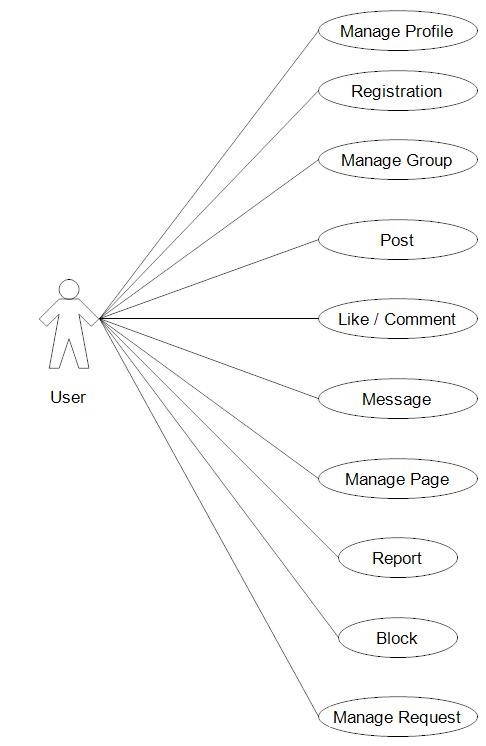 Manage Profile
Registration
Manage Group
Post
Like / Comment
User
Message
Manage Page
Report
Block
Manage Request